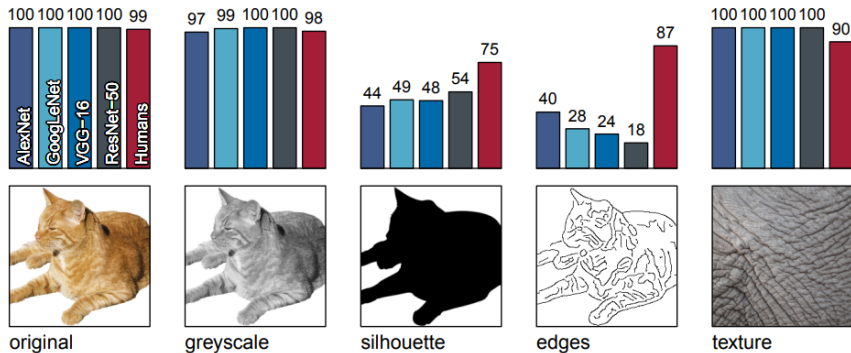 100 100 100 100 99
97 99 100 100 98
44 49 48 54 75
40 28 24 18 87
100 100 100 100 90
AlexNet
GoogLeNet
VGG-16
ResNet-50
Humans
original
greyscale
silhouette
edges
texture